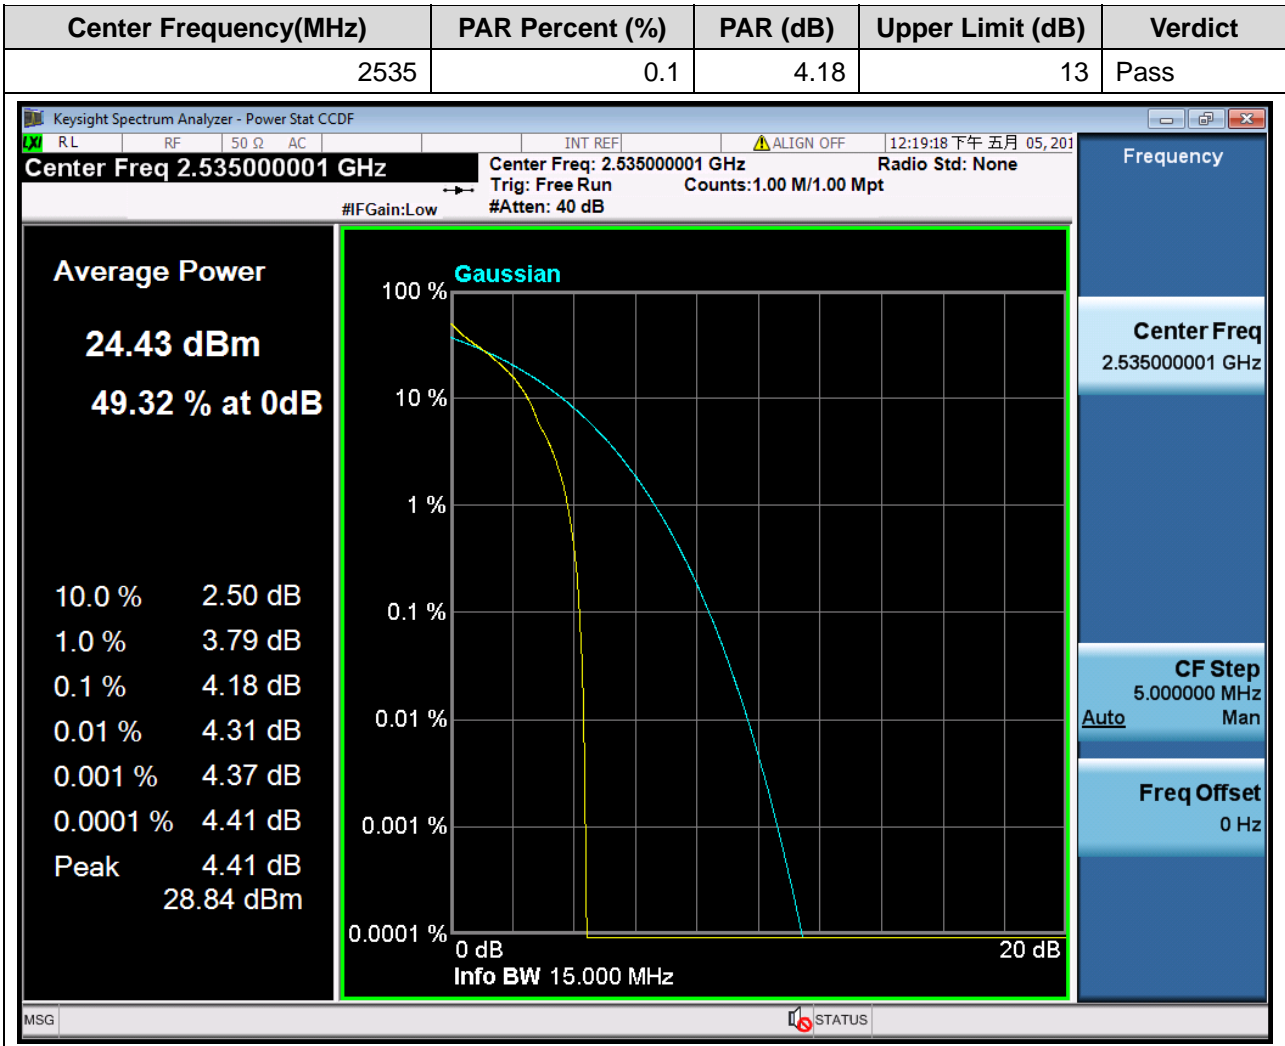 Center Frequency(MHz) PAR Percent (%) PAR (dB) Upper Limit (dB) Verdict
2535 0.1 4.18 13 Pass
Keysight Spectrum Analyzer - Power Stat CCDF
LXI RL RF 50 Ω AC INT REF ALIGN OFF 12:19:18 下午 五月 05, 201
Center Freq 2.535000001 GHz
Center Freq: 2.535000001 GHz Radio Std: None
Trig: Free Run Counts:1.00 M/1.00 Mpt
#IFGain:Low #Atten: 40 dB
Average Power
24.43 dBm
49.32 % at 0dB
10.0 % 2.50 dB
1.0 % 3.79 dB
0.1 % 4.18 dB
0.01 % 4.31 dB
0.001 % 4.37 dB
0.0001 % 4.41 dB
Peak 4.41 dB
28.84 dBm
Gaussian
100 %
10 %
1 %
0.1 %
0.01 %
0.001 %
0.0001 %
0 dB 20 dB
Info BW 15.000 MHz
Frequency
Center Freq
2.535000001 GHz
CF Step
5.000000 MHz
Auto Man
Freq Offset
0 Hz
MSG STATUS